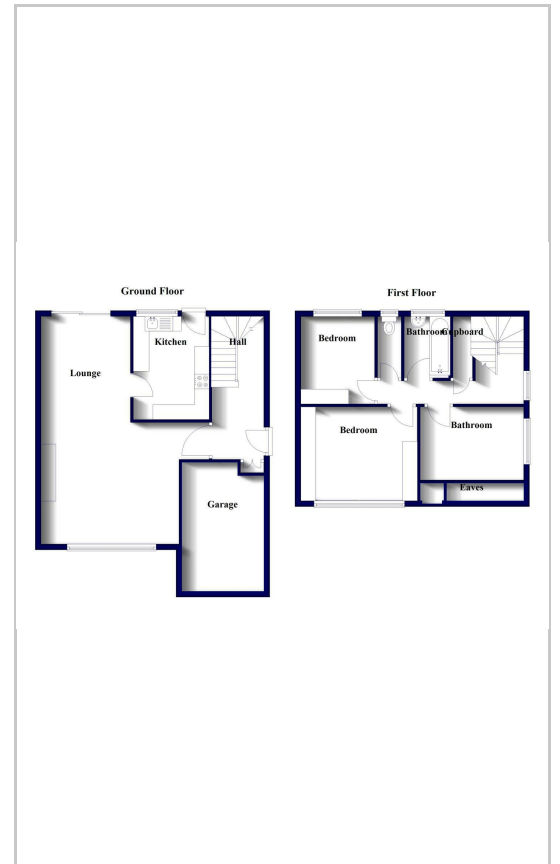 Ground Floor
Kitchen
Hall
Lounge
Garage
First Floor
Bedroom
Bathroom
Cupboard
Bedroom
Bathroom
Eaves